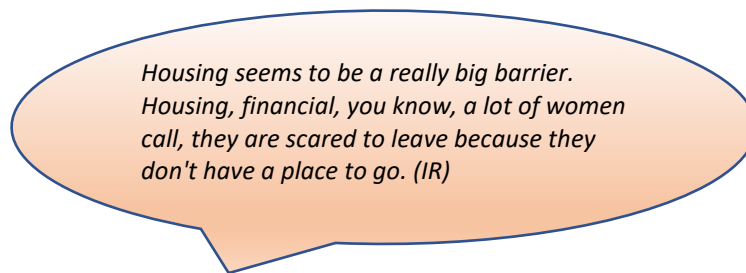 Housing seems to be a really big barrier.
Housing, financial, you know, a lot of women
call, they are scared to leave because they
don't have a place to go. (IR)